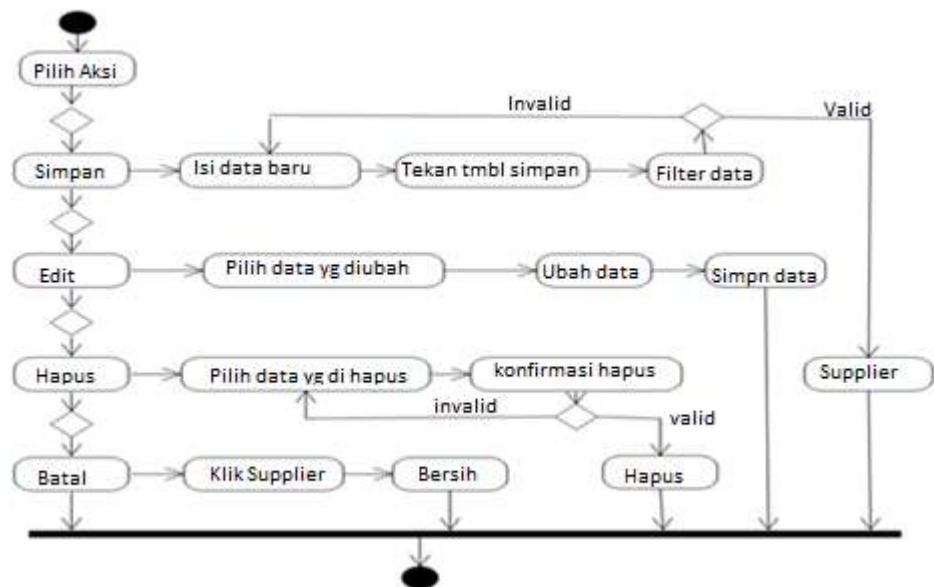 Pilih Aksi
Invalid
Valid
Simpan
Isi data baru
Tekan tmbl simpan
Filter data
Edit
Pilih data yg diubah
Ubah data
Simpn data
Hapus
Pilih data yg di hapus
konfirmasi hapus
Supplier
invalid
valid
Batal
Klik Supplier
Bersih
Hapus